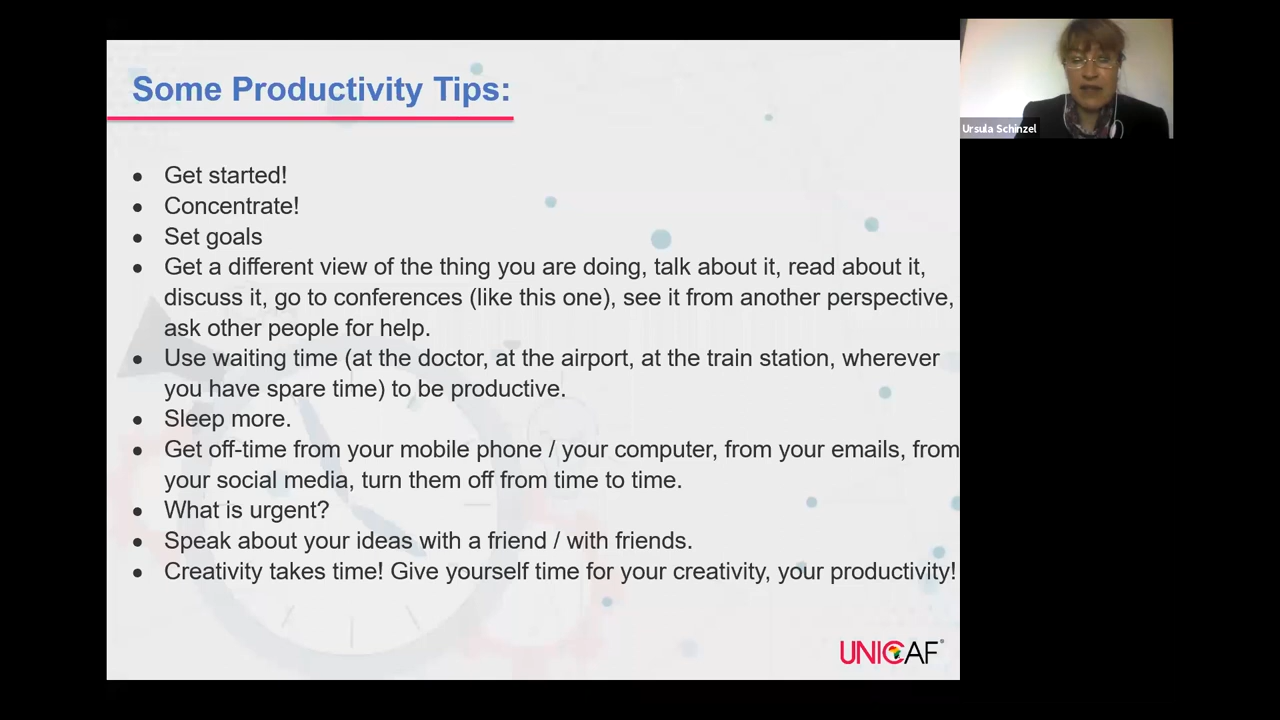 Some Productivity Tips:
Ursula Schinzel
• Get started!
• Concentrate!
• Set goals
• Get a different view of the thing you are doing, talk about it, read about it,
discuss it, go to conferences (like this one), see it from another perspective,
ask other people for help.
• Use waiting time (at the doctor, at the airport, at the train station, wherever
you have spare time) to be productive.
• Sleep more.
• Get off-time from your mobile phone / your computer, from your emails, from
your social media, turn them off from time to time.
• What is urgent?
• Speak about your ideas with a friend / with friends.
• Creativity takes time! Give yourself time for your creativity, your productivity!
UNICAF